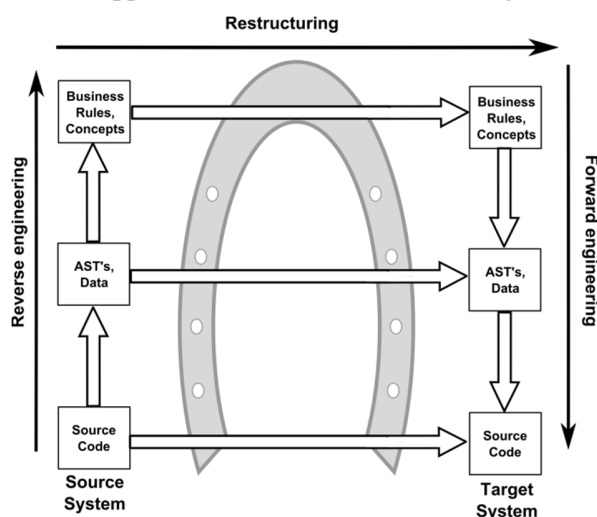 Restructuring
Business
Rules,
Concepts
Business
Rules,
Concepts
Reverse engineering
Forward engineering
AST's,
Data
AST's,
Data
Source
Code
Source
Code
Source
System
Target
System